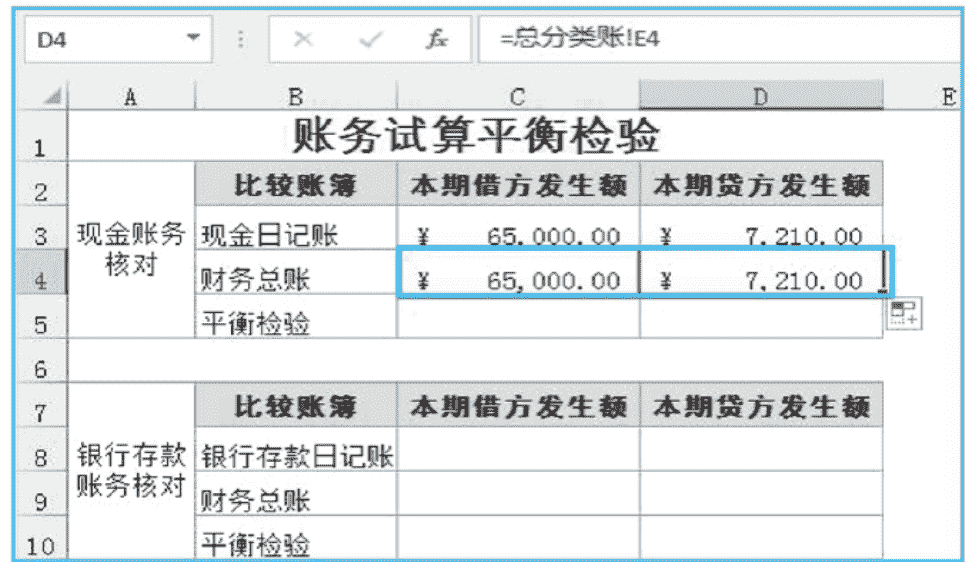 D4 fx =总分类账!E4
A B C D E
1 账务试算平衡检验
2 比较账簿 本期借方发生额 本期贷方发生额
3 现金账务 现金日记账 ¥ 65,000.00 ¥ 7,210.00
4 核对 财务总账 ¥ 65,000.00 ¥ 7,210.00
5 平衡检验
6
7 比较账簿 本期借方发生额 本期贷方发生额
8 银行存款 银行存款日记账
9 账务核对 财务总账
10 平衡检验